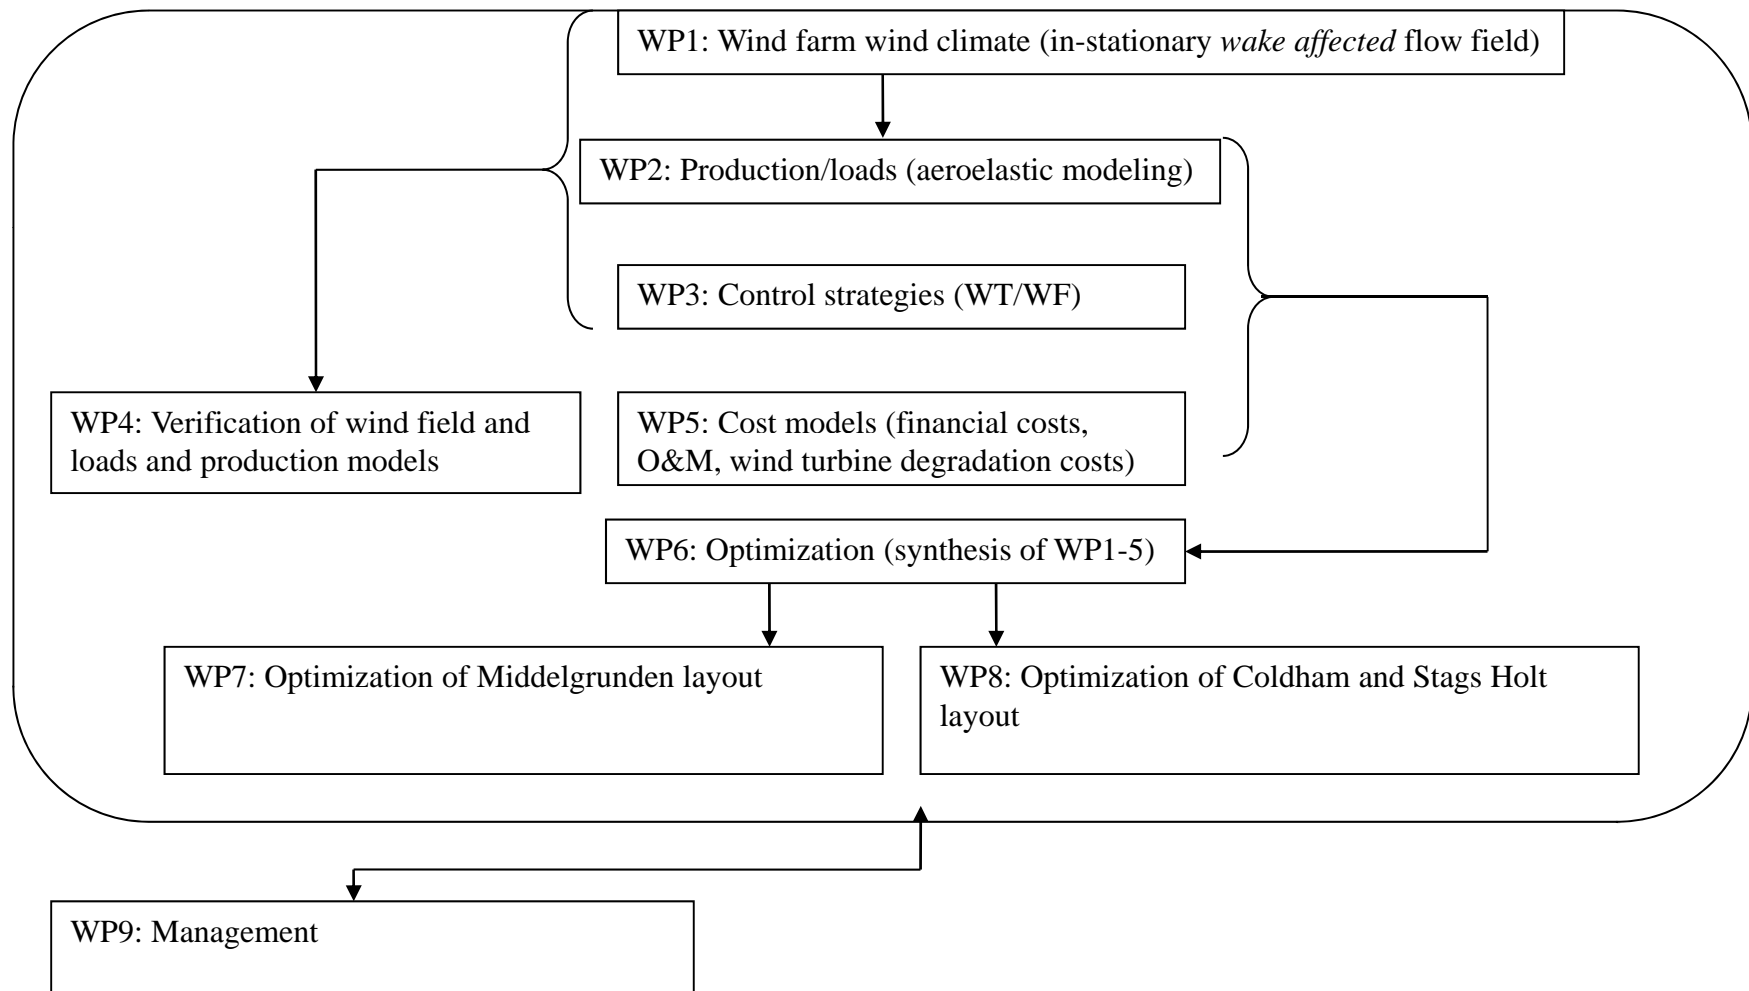 WP1: Wind farm wind climate (in-stationary wake affected flow field)
WP2: Production/loads (aeroelastic modeling)
WP3: Control strategies (WT/WF)
WP4: Verification of wind field and
loads and production models
WP5: Cost models (financial costs,
O&M, wind turbine degradation costs)
WP6: Optimization (synthesis of WP1-5)
WP7: Optimization of Middelgrunden layout
WP8: Optimization of Coldham and Stags Holt
layout
WP9: Management